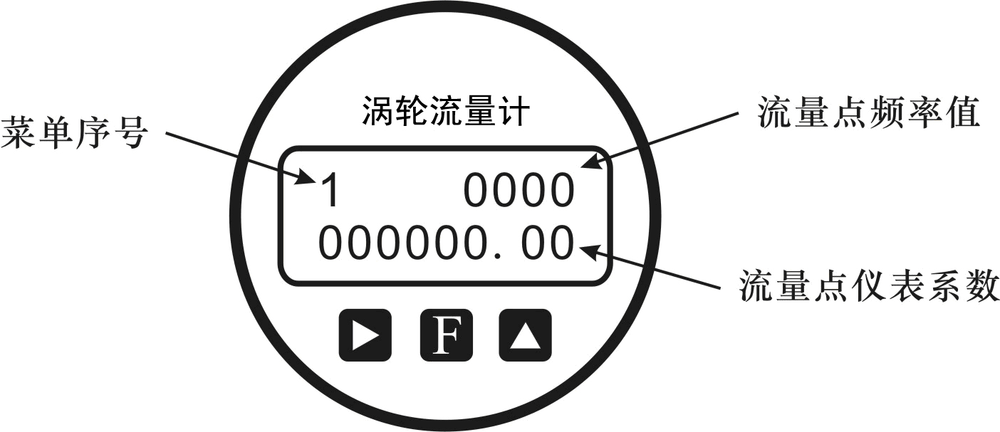 涡轮流量计
流量点频率值
菜单序号
1 0000
000000.00
流量点仪表系数
F